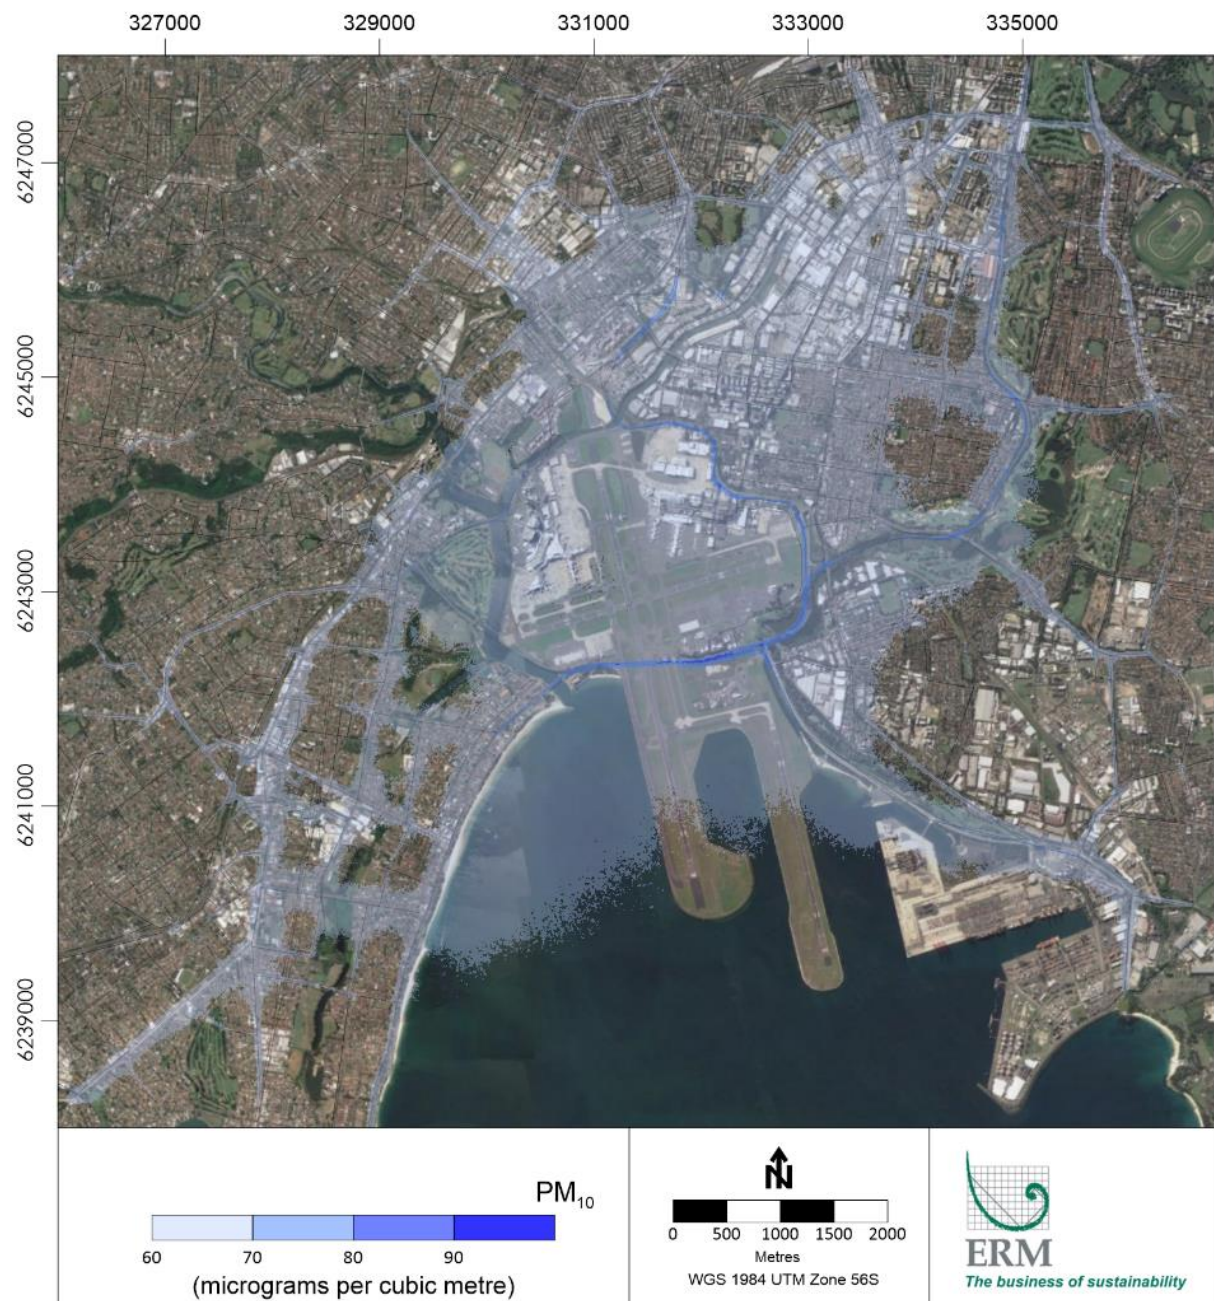 327000 329000 331000 333000 335000
6247000
6245000
6243000
6241000
6239000
PM₁₀
60 70 80 90
(micrograms per cubic metre)
N
0 500 1000 1500 2000
Metres
WGS 1984 UTM Zone 56S
ERM
The business of sustainability